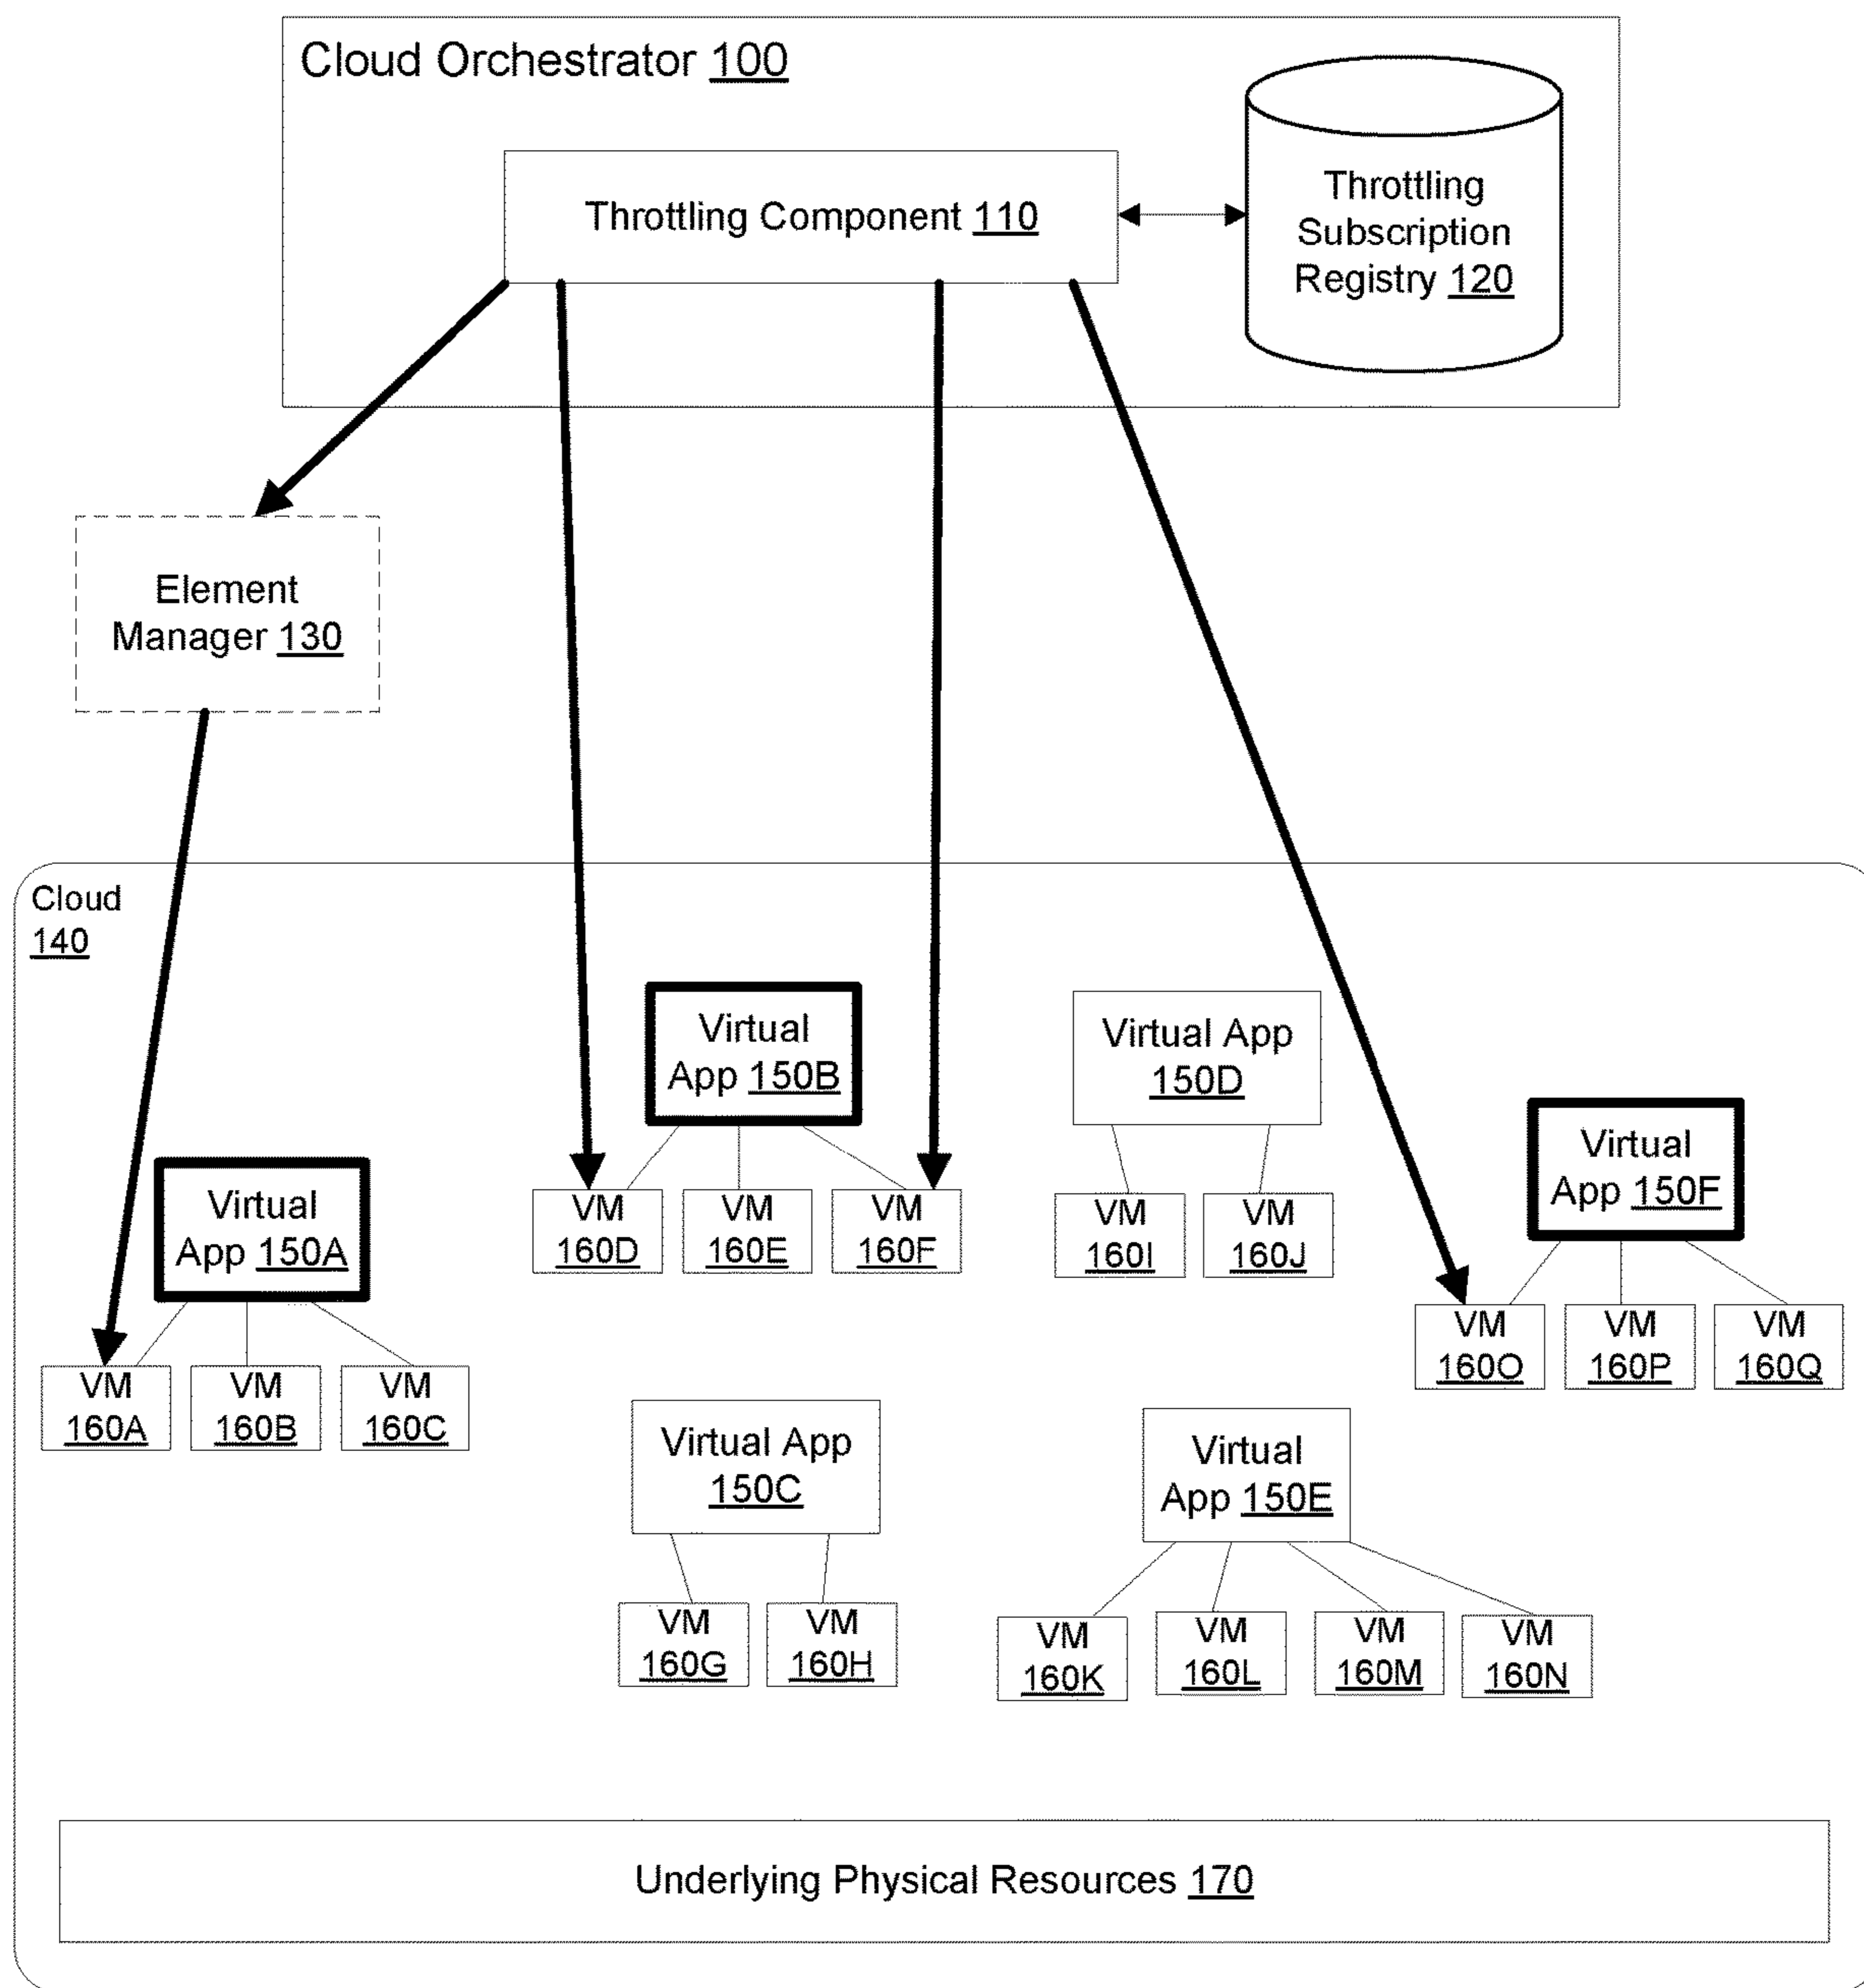 Cloud Orchestrator 100
Throttling Component 110
Throttling
Subscription
Registry 120
Element
Manager 130
Cloud
140
Virtual
App 150A
VM
160A
VM
160B
VM
160C
Virtual
App 150B
VM
160D
VM
160E
VM
160F
Virtual App
150D
VM
160I
VM
160J
Virtual
App 150F
VM
160O
VM
160P
VM
160Q
Virtual App
150C
VM
160G
VM
160H
Virtual
App 150E
VM
160K
VM
160L
VM
160M
VM
160N
Underlying Physical Resources 170